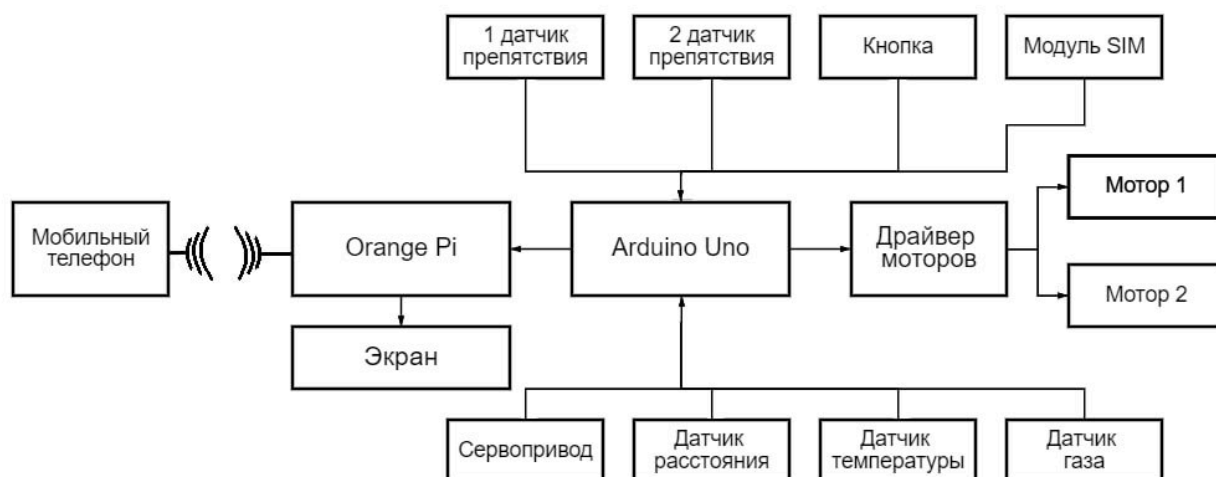 1 датчик
препятствия
2 датчик
препятствия
Кнопка
Модуль SIM
Мотор 1
Мобильный
телефон
Orange Pi
Arduino Uno
Драйвер
моторов
Мотор 2
Экран
Сервопривод
Датчик
расстояния
Датчик
температуры
Датчик
газа